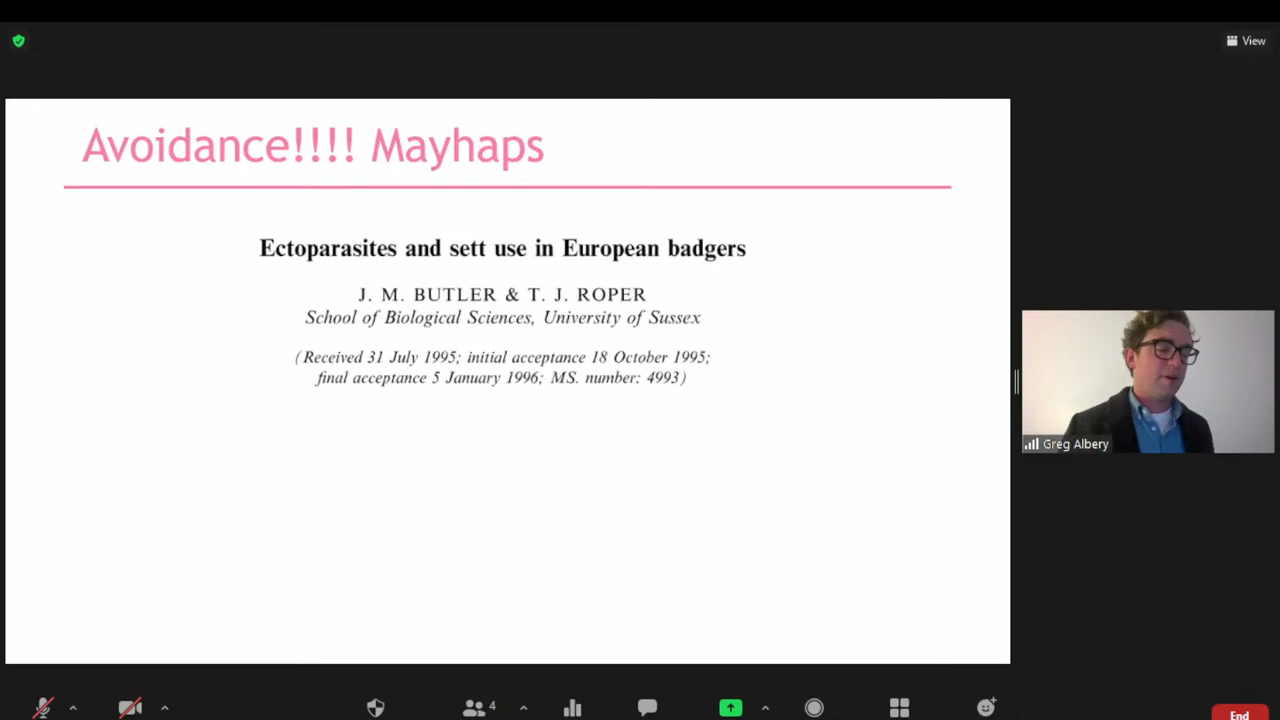 View
Avoidance!!!! Mayhaps
Ectoparasites and sett use in European badgers
J. M. BUTLER & T. J. ROPER
School of Biological Sciences, University of Sussex
(Received 31 July 1995; initial acceptance 18 October 1995;
final acceptance 5 January 1996; MS. number: 4993)
Greg Albery
4
End